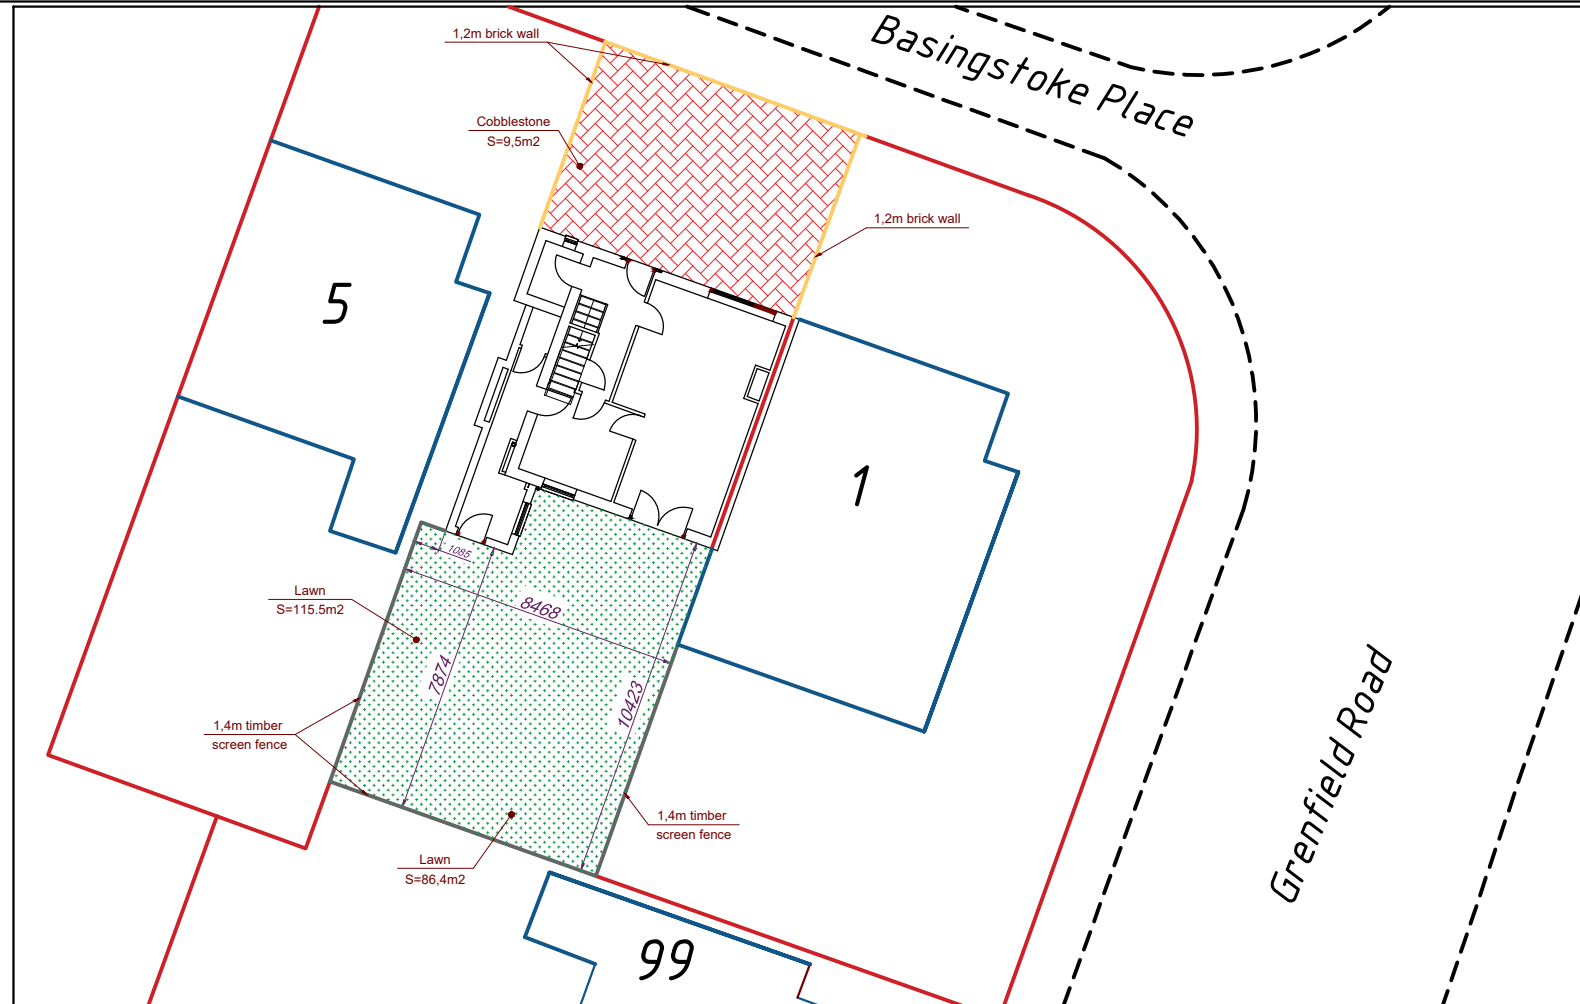 1,2m brick wall
Basingstoke Place
Cobblestone
S=9,5m2
1,2m brick wall
5
1
1085
8468
Lawn
S=115.5m2
7874
10423
1,4m timber
screen fence
1,4m timber
screen fence
Lawn
S=86,4m2
Grenfield Road
99